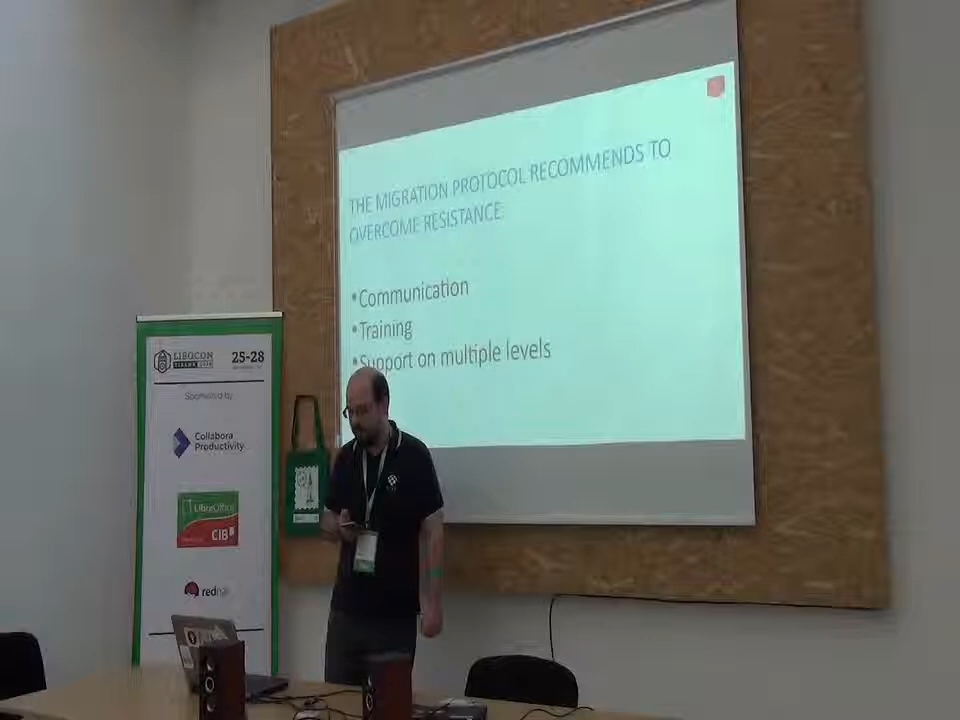 THE MIGRATION PROTOCOL RECOMMENDS TO
OVERCOME RESISTANCE:
•Communication
•Training
•Support on multiple levels
LIBOCON
25-28
Sponsored by
Collabora
Productivity
LibreOffice
CIB